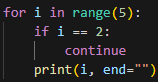 for i in range(5):
    if i == 2:
        continue
    print(i, end="")